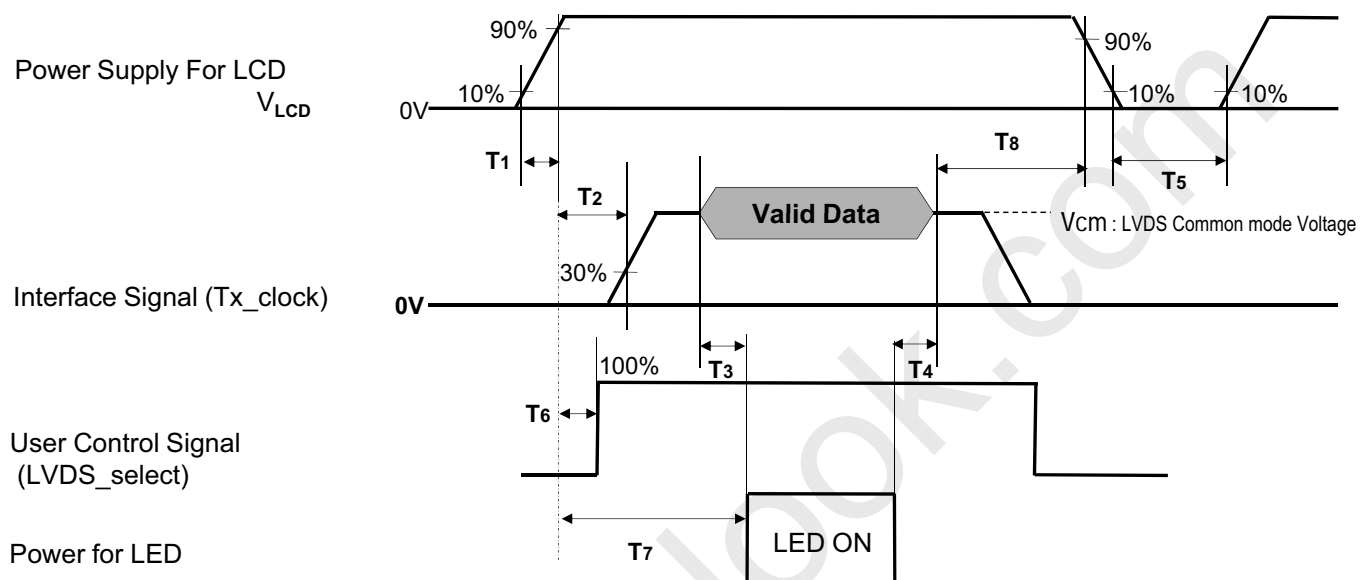 90%
90%
Power Supply For LCD
VLCD
10%
10%
10%
0V
T1
T8
T5
T2
Valid Data
Vcm : LVDS Common mode Voltage
30%
Interface Signal (Tx_clock)
0V
T3
T4
100%
T6
User Control Signal
(LVDS_select)
T7
LED ON
Power for LED
look.com